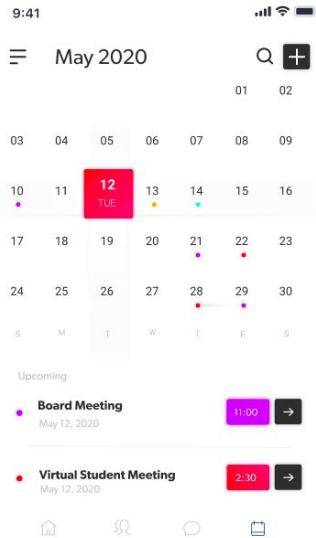 9:41
May 2020
01 02
03 04 05 06 07 08 09
10 11 12 13 14 15 16
TUE
17 18 19 20 21 22 23
24 25 26 27 28 29 30
S M T W T F S
Upcoming
Board Meeting
11:00
May 12, 2020
Virtual Student Meeting
2:30
May 12, 2020